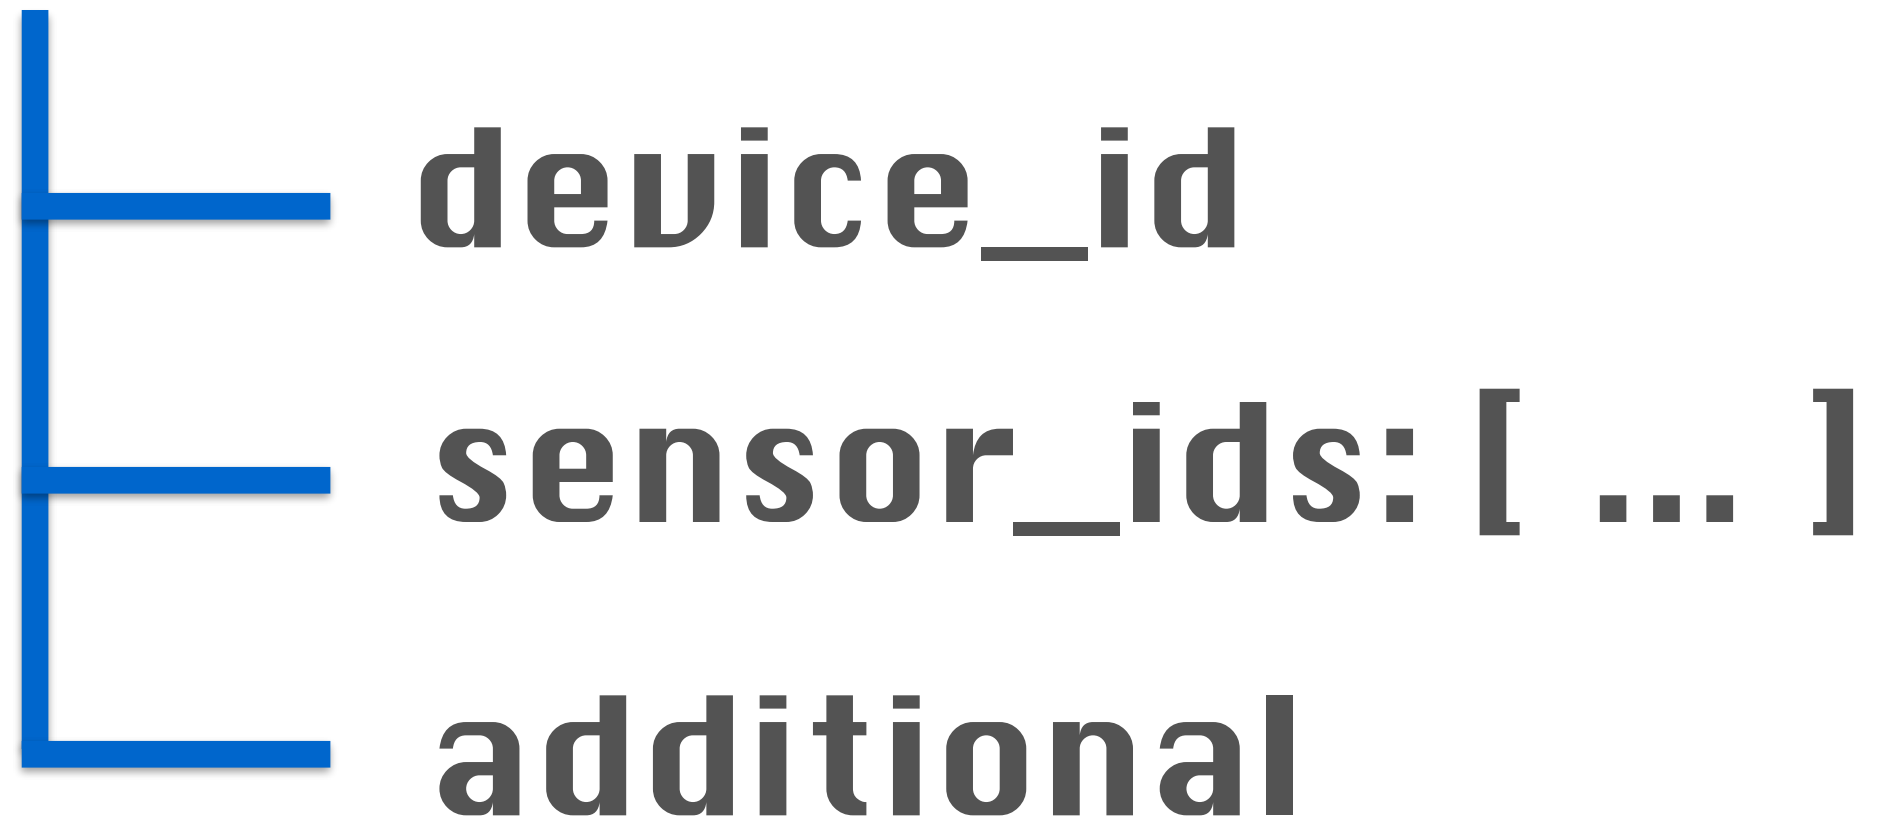 device_id
sensor_ids: [ ... ]
additional